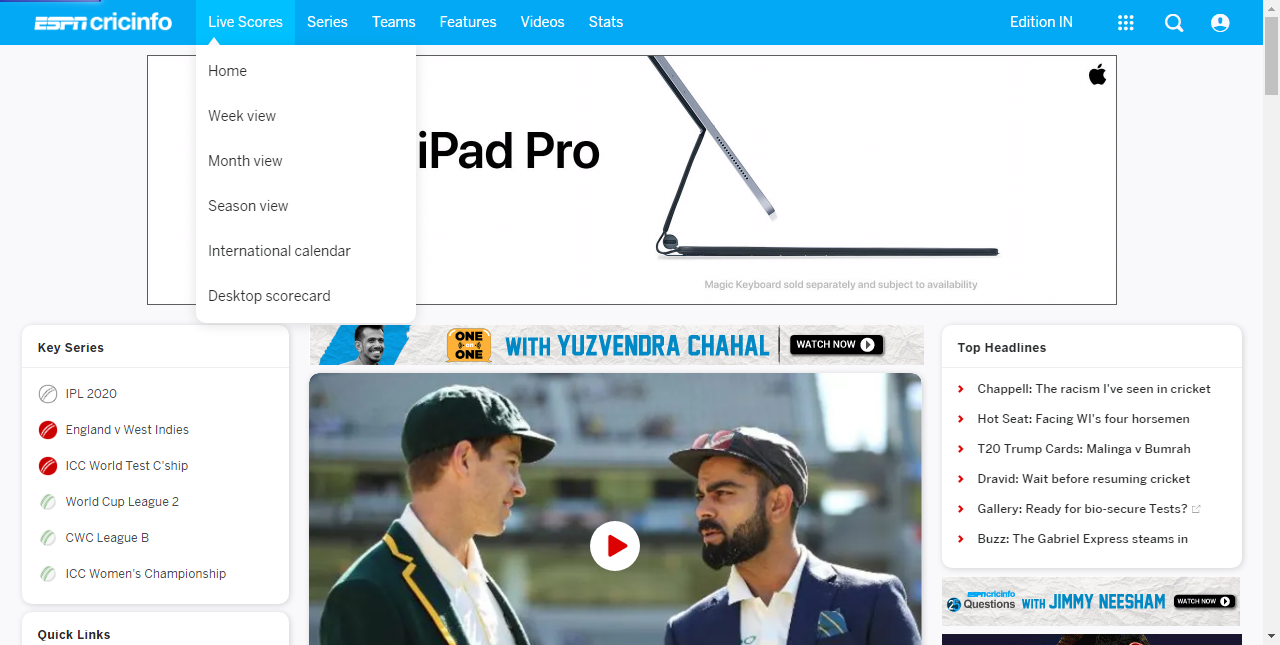 ESPN cricinfo
Live Scores
Series
Teams
Features
Videos
Stats
Edition IN
Home
Week view
Month view
Season view
International calendar
Desktop scorecard
iPad Pro
Magic Keyboard sold separately and subject to availability
Key Series
IPL 2020
England v West Indies
ICC World Test C'ship
World Cup League 2
CWC League B
ICC Women's Championship
Quick Links
ONE
on
ONE
WITH YUZVENDRA CHAHAL
WATCH NOW
Top Headlines
Chappell: The racism I've seen in cricket
Hot Seat: Facing WI's four horsemen
T20 Trump Cards: Malinga v Bumrah
Dravid: Wait before resuming cricket
Gallery: Ready for bio-secure Tests?
Buzz: The Gabriel Express steams in
ESPN cricinfo
25 Questions
WITH JIMMY NEESHAM
WATCH NOW